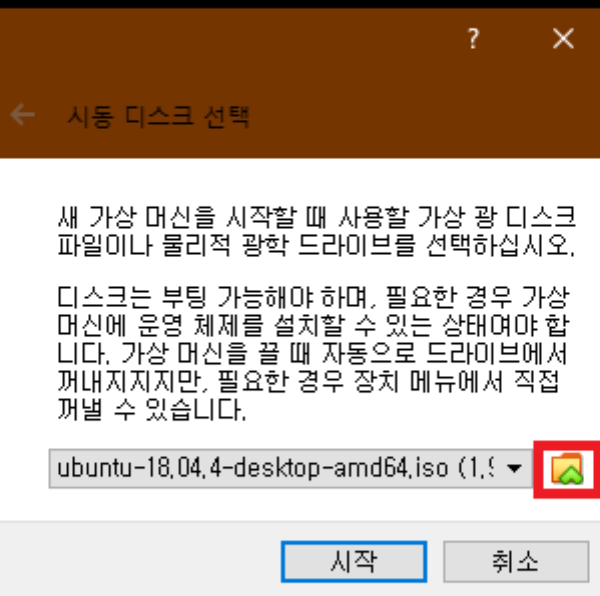 ?
시동 디스크 선택
새 가상 머신을 시작할 때 사용할 가상 광 디스크
파일이나 물리적 광학 드라이브를 선택하십시오.
디스크는 부팅 가능해야 하며, 필요한 경우 가상
머신에 운영 체제를 설치할 수 있는 상태여야 합
니다. 가상 머신을 끌 때 자동으로 드라이브에서
꺼내지지지만, 필요한 경우 장치 메뉴에서 직접
꺼낼 수 있습니다.
ubuntu-18.04.4-desktop-amd64.iso (1.9
시작 취소